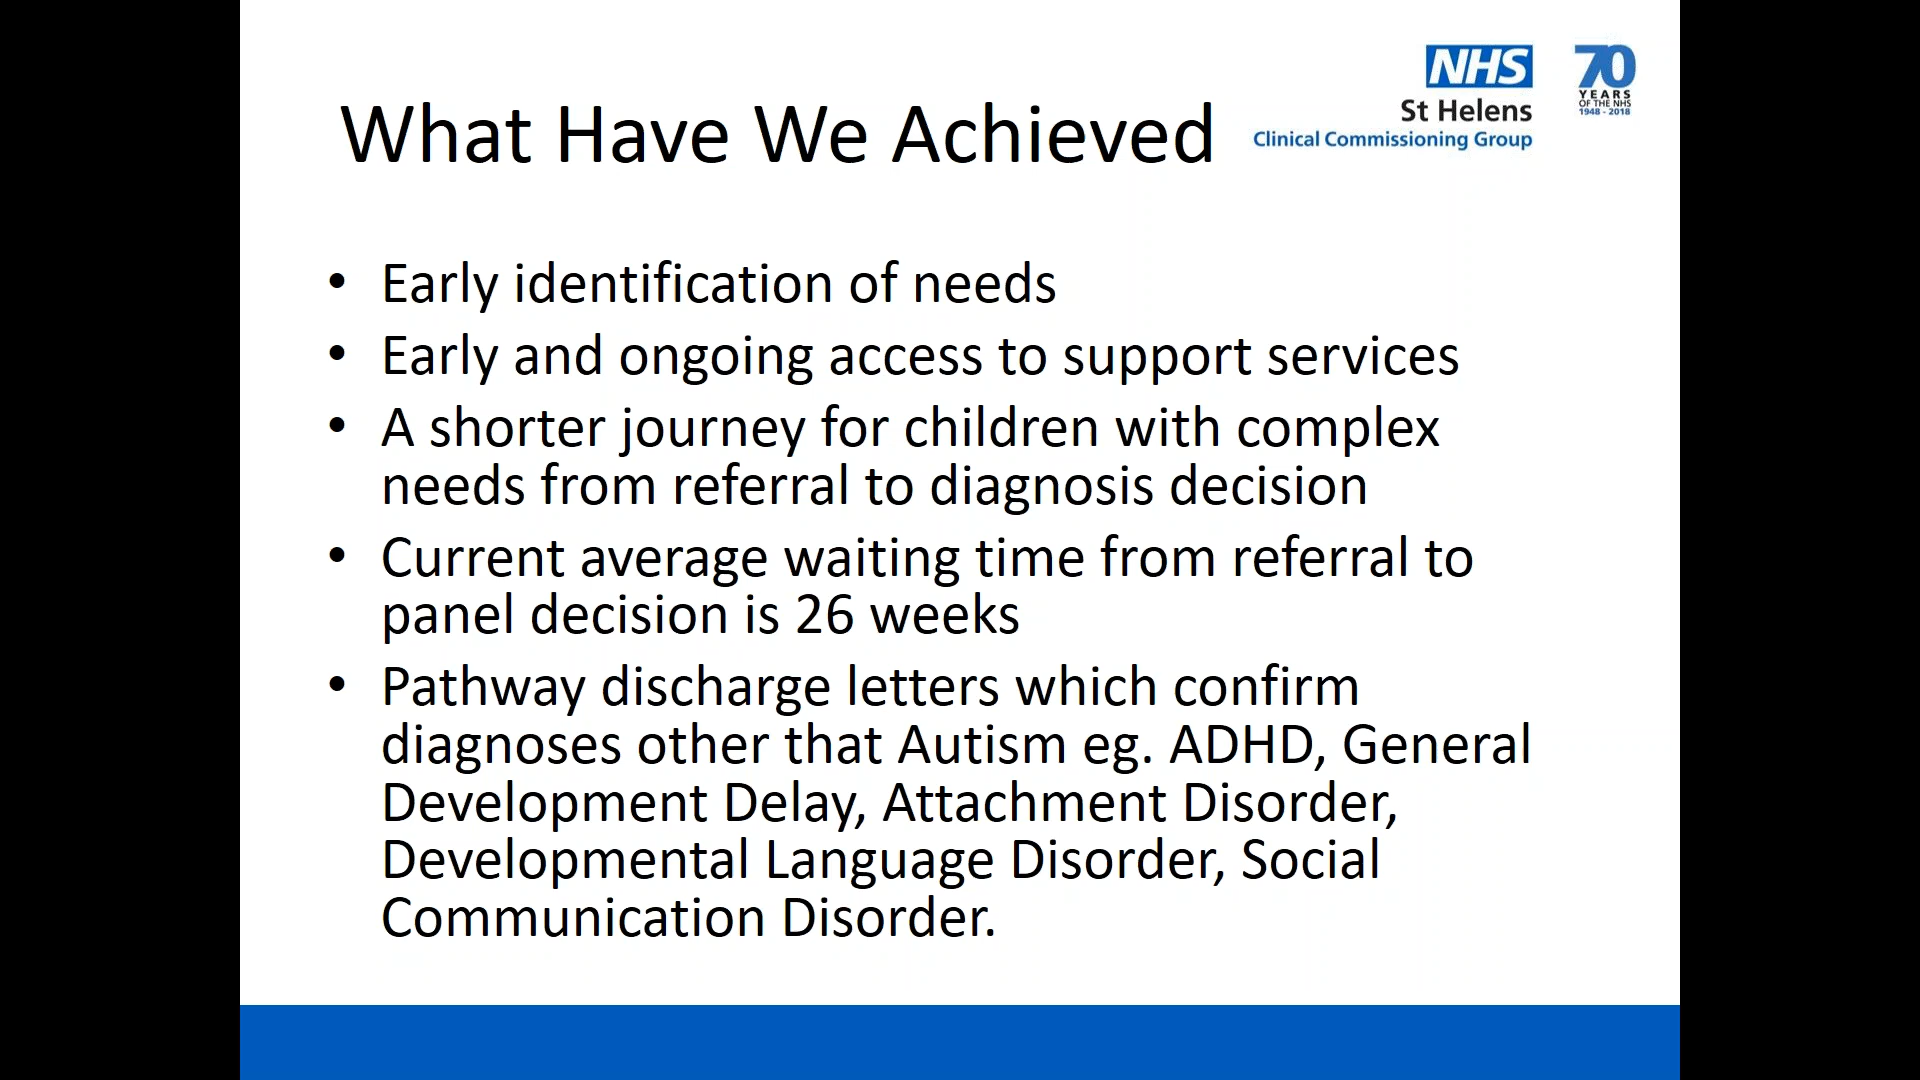 What Have We Achieved
NHS
St Helens
Clinical Commissioning Group
70
YEARS
OF THE NHS
1948 - 2018
• Early identification of needs
• Early and ongoing access to support services
• A shorter journey for children with complex
needs from referral to diagnosis decision
• Current average waiting time from referral to
panel decision is 26 weeks
• Pathway discharge letters which confirm
diagnoses other that Autism eg. ADHD, General
Development Delay, Attachment Disorder,
Developmental Language Disorder, Social
Communication Disorder.